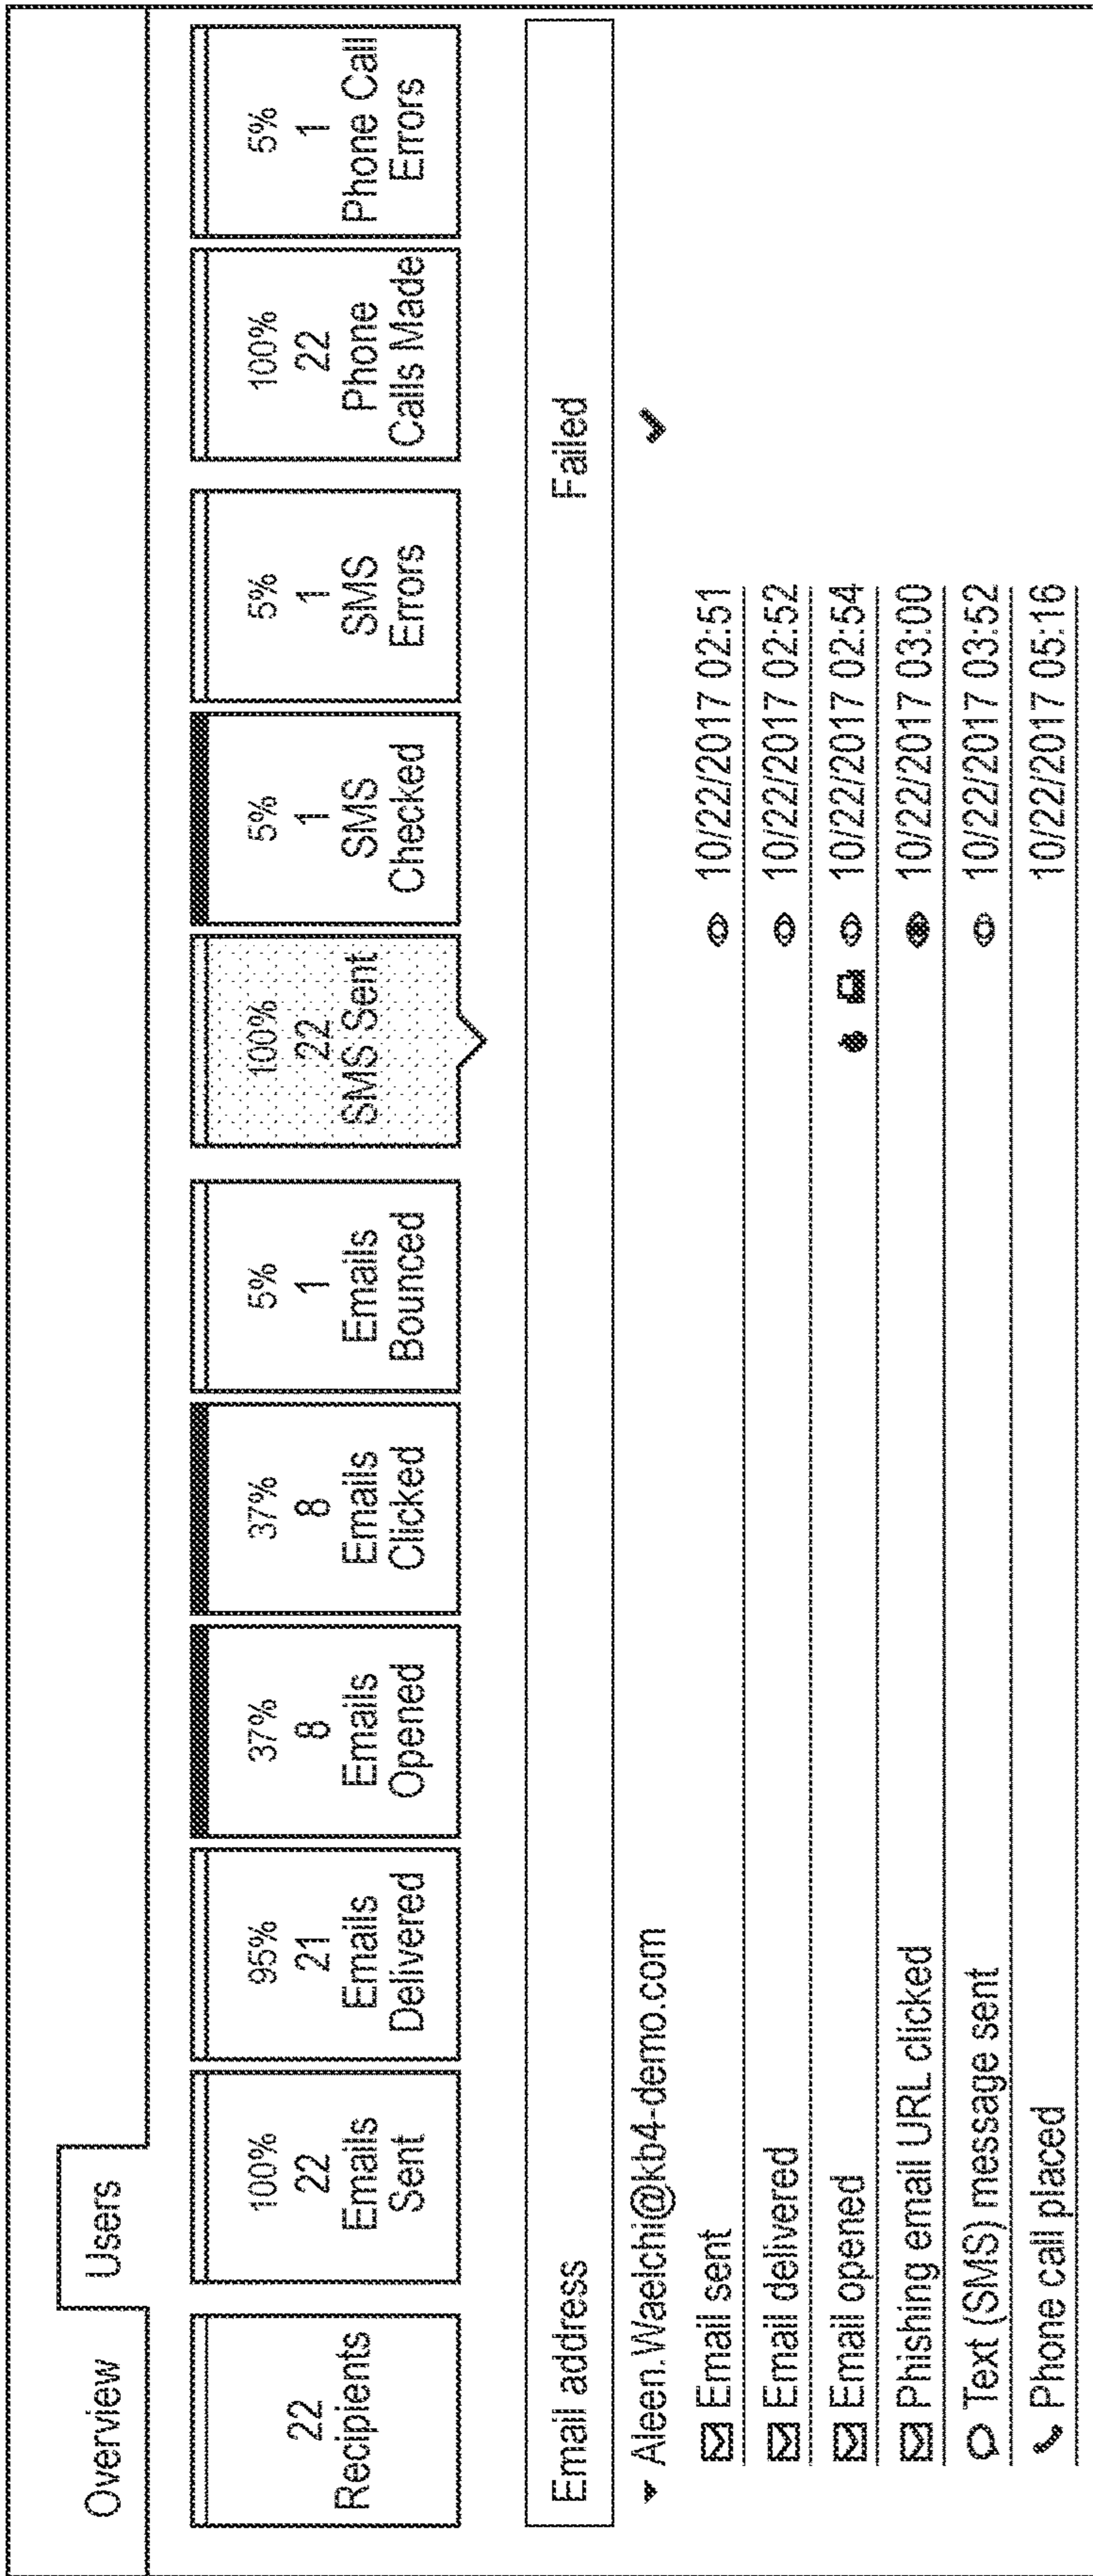 Overview
Users
22
Recipients
100%
22
Emails
Sent
95%
21
Emails
Delivered
37%
8
Emails
Opened
37%
8
Emails
Clicked
5%
1
Emails
Bounced
100%
22
SMS Sent
5%
1
SMS
Checked
5%
1
SMS
Errors
100%
22
Phone
Calls Made
5%
1
Phone Call
Errors
Email address Failed
Aleen.Waelchi@kb4-demo.com
Email sent 10/22/2017 02:51
Email delivered 10/22/2017 02:52
Email opened 10/22/2017 02:54
Phishing email URL clicked 10/22/2017 03:00
Text (SMS) message sent 10/22/2017 03:52
Phone call placed 10/22/2017 05:16